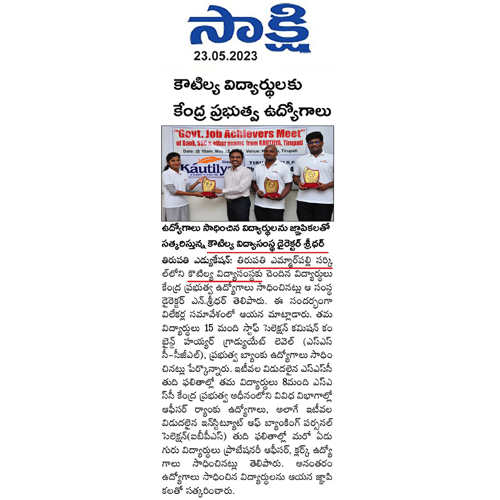 సాక్షి
23.05.2023
కౌటిల్య విద్యార్థులకు
కేంద్ర ప్రభుత్వ ఉద్యోగాలు
"Govt. Job Achievers Meet"
of Bank, SSC & other exams from KAUTILYA, Tirupati
Kautilya
ఉద్యోగాలు సాధించిన విద్యార్థులను జ్ఞాపికలతో
సత్కరిస్తున్న కౌటిల్య విద్యాసంస్థ డైరెక్టర్ శ్రీధర్
తిరుపతి ఎడ్యుకేషన్: తిరుపతి ఎమ్మార్‌పల్లి సర్కి
ల్‌లోని కౌటిల్య విద్యాసంస్థకు చెందిన విద్యార్థులు
కేంద్ర ప్రభుత్వ ఉద్యోగాలు సాధించినట్లు ఆ సంస్థ
డైరెక్టర్ ఎన్.శ్రీధర్ తెలిపారు. ఈ సందర్భంగా
విలేకర్ల సమావేశంలో ఆయన మాట్లాడారు. తమ
విద్యార్థులు 15 మంది స్టాఫ్ సెలెక్షన్ కమిషన్ కం
బైన్డ్ హయ్యర్ గ్రాడ్యుయేట్ లెవెల్ (ఎస్ఎస్
సీ–సీజీఎల్), ప్రభుత్వ బ్యాంకు ఉద్యోగాలు సాధిం
చినట్లు పేర్కొన్నారు. ఇటీవల విడుదలైన ఎస్ఎస్‌సీ
తుది ఫలితాల్లో తమ విద్యార్థులు 8మంది ఎస్ఎ
స్‌సీ కేంద్ర ప్రభుత్వ అధీనంలోని వివిధ విభాగాల్లో
ఆఫీసర్ ర్యాంకు ఉద్యోగాలు, అలాగే ఇటీవల
విడుదలైన ఇన్‌స్టిట్యూట్ ఆఫ్ బ్యాంకింగ్ పర్సనల్
సెలెక్షన్(ఐబీపీఎస్) తుది ఫలితాల్లో మరో ఏడు
గురు విద్యార్థులు ప్రొబేషనరీ ఆఫీసర్, క్లర్క్ ఉద్యో
గాలు సాధించినట్లు తెలిపారు. అనంతరం
ఉద్యోగాలు సాధించిన విద్యార్థులను ఆయన జ్ఞాపి
కలతో సత్కరించారు.